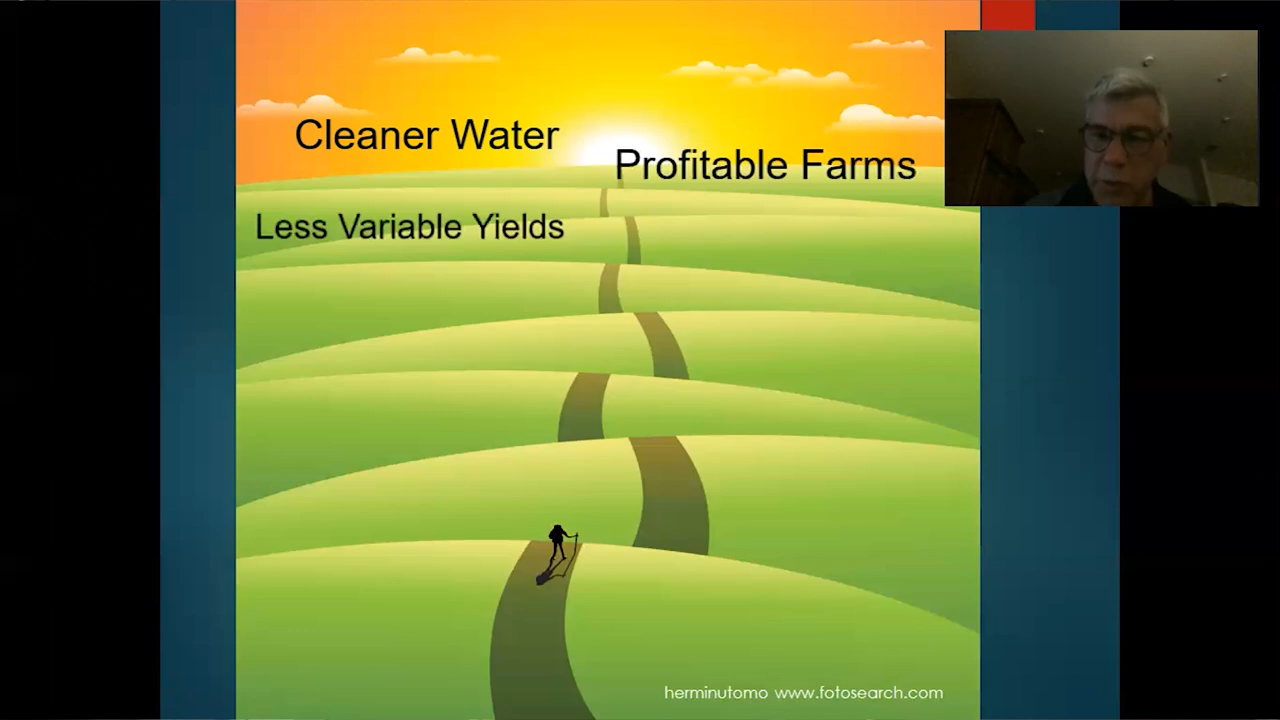 Cleaner Water
Profitable Farms
Less Variable Yields
herminutomo www.fotosearch.com